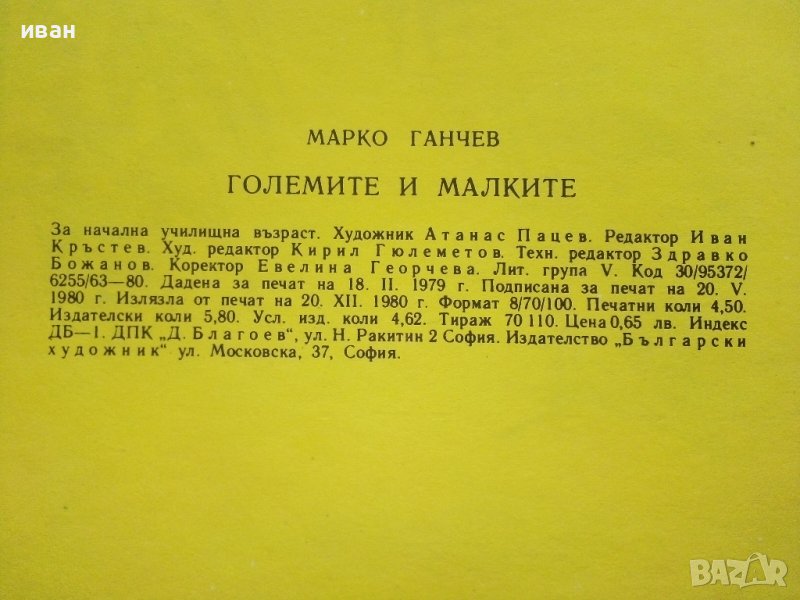 иван
МАРКО ГАНЧЕВ
ГОЛЕМИТЕ И МАЛКИТЕ
За начална училищна възраст. Художник Атанас Пацев. Редактор Иван
Кръстев. Худ. редактор Кирил Гюлеметов. Техн. редактор Здравко
Божанов. Коректор Евелина Георчева. Лит. група V. Код 30/95372/
6255/63—80. Дадена за печат на 18. II. 1979 г. Подписана за печат на 20. V.
1980 г. Излязла от печат на 20. XII. 1980 г. Формат 8/70/100. Печатни коли 4,50.
Издателски коли 5,80. Усл. изд. коли 4,62. Тираж 70 110. Цена 0,65 лв. Индекс
ДБ—1. ДПК „Д. Благоев", ул. Н. Ракитин 2 София. Издателство „Български
художник" ул. Московска, 37, София.
BAZAR